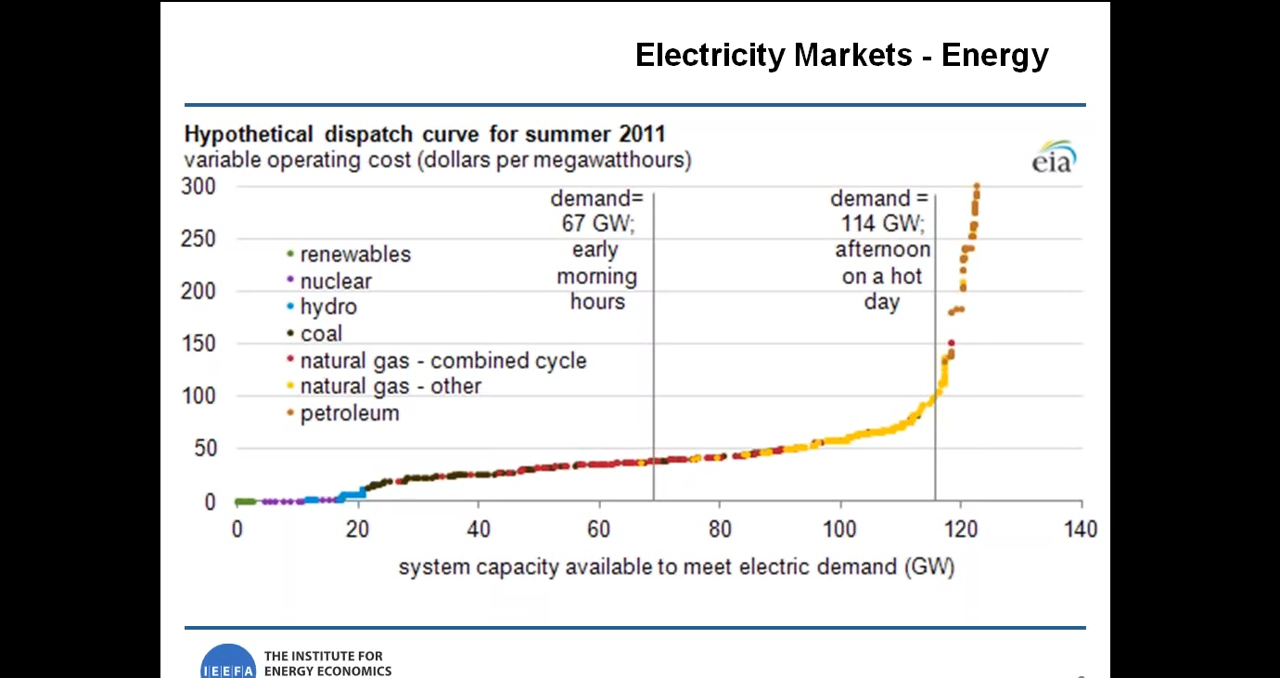 Electricity Markets - Energy
Hypothetical dispatch curve for summer 2011
variable operating cost (dollars per megawatthours)
eia
300
250
200
150
100
50
0
demand=
67 GW;
early
morning
hours
demand =
114 GW;
afternoon
on a hot
day
renewables
nuclear
hydro
coal
natural gas - combined cycle
natural gas - other
petroleum
0 20 40 60 80 100 120 140
system capacity available to meet electric demand (GW)
IEEFA
THE INSTITUTE FOR
ENERGY ECONOMICS